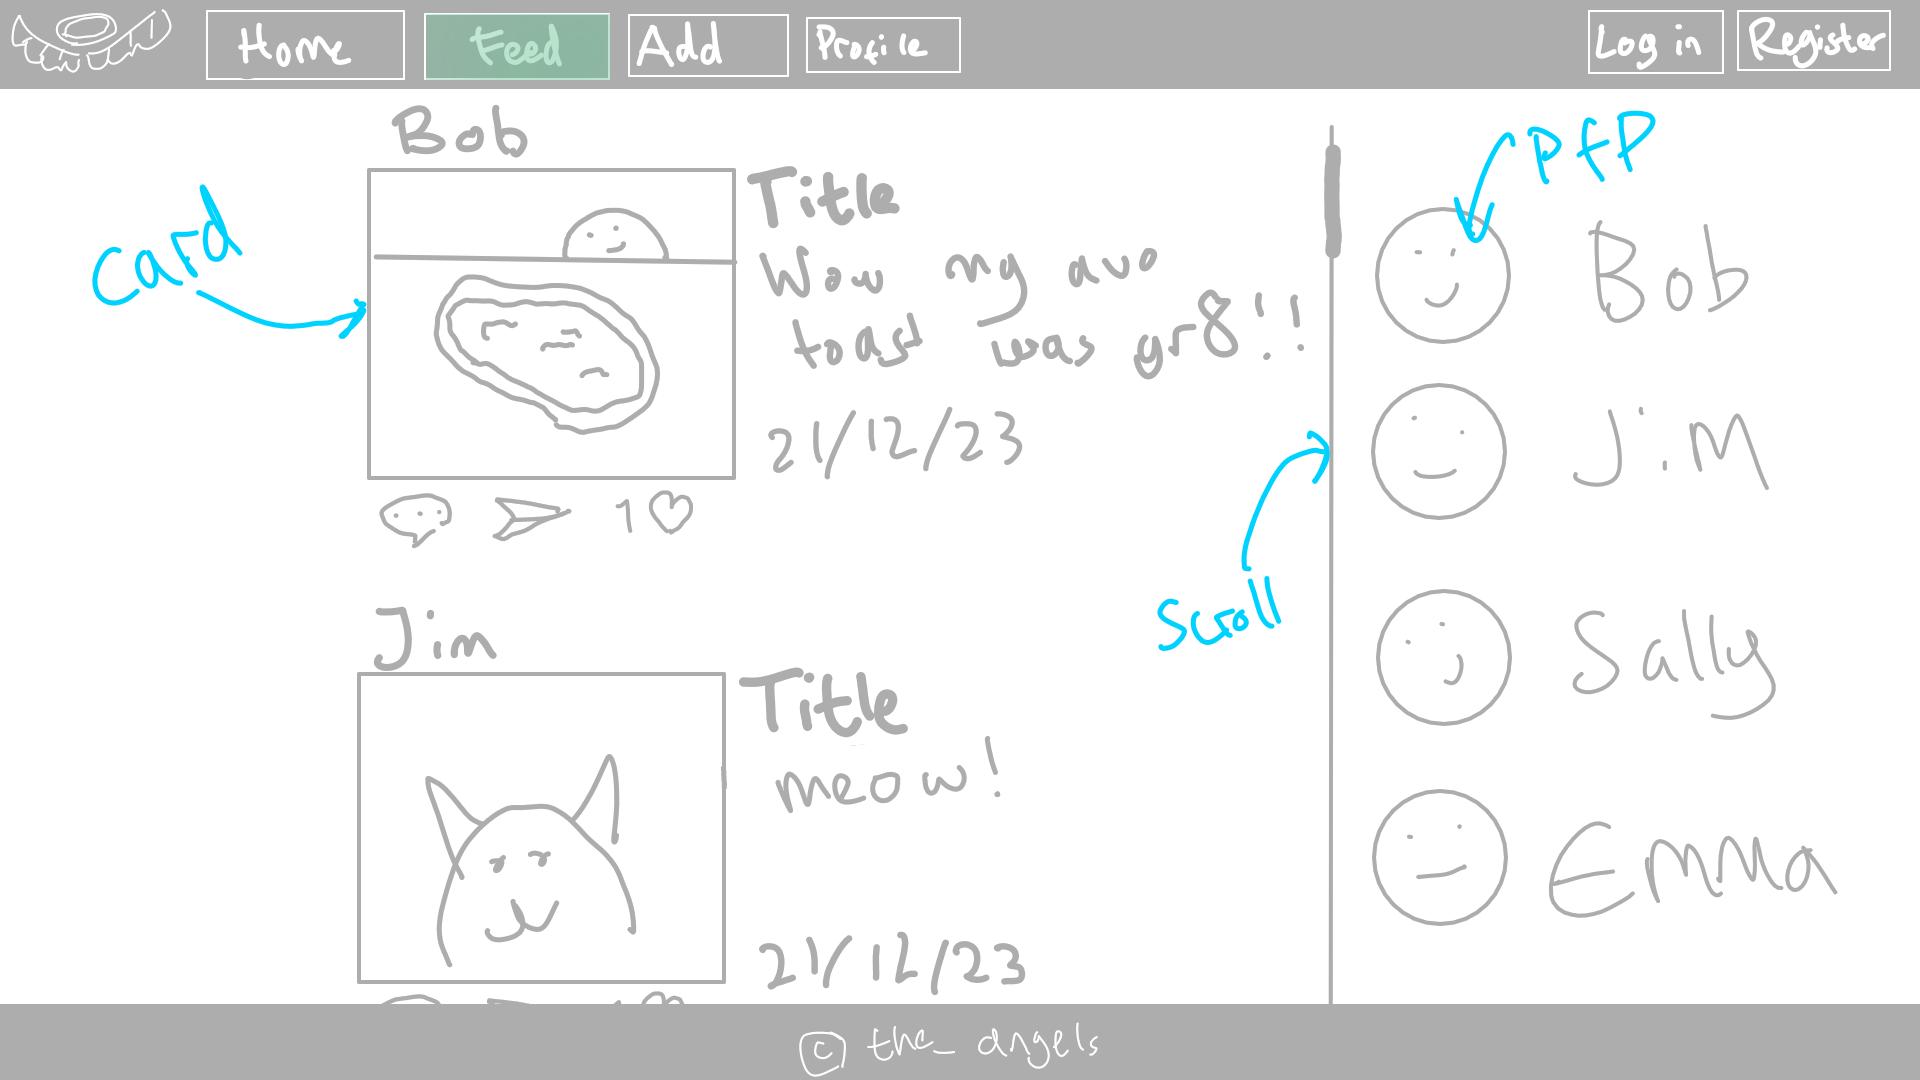 Home Feed Add Profile Log in Register
Bob
Title
Wow my avo
toast was gr8!!
21/12/23
1
Card
Jim
Title
meow!
21/12/23
1
Scroll
PfP
Bob
Jim
Sally
Emma
© the_angels